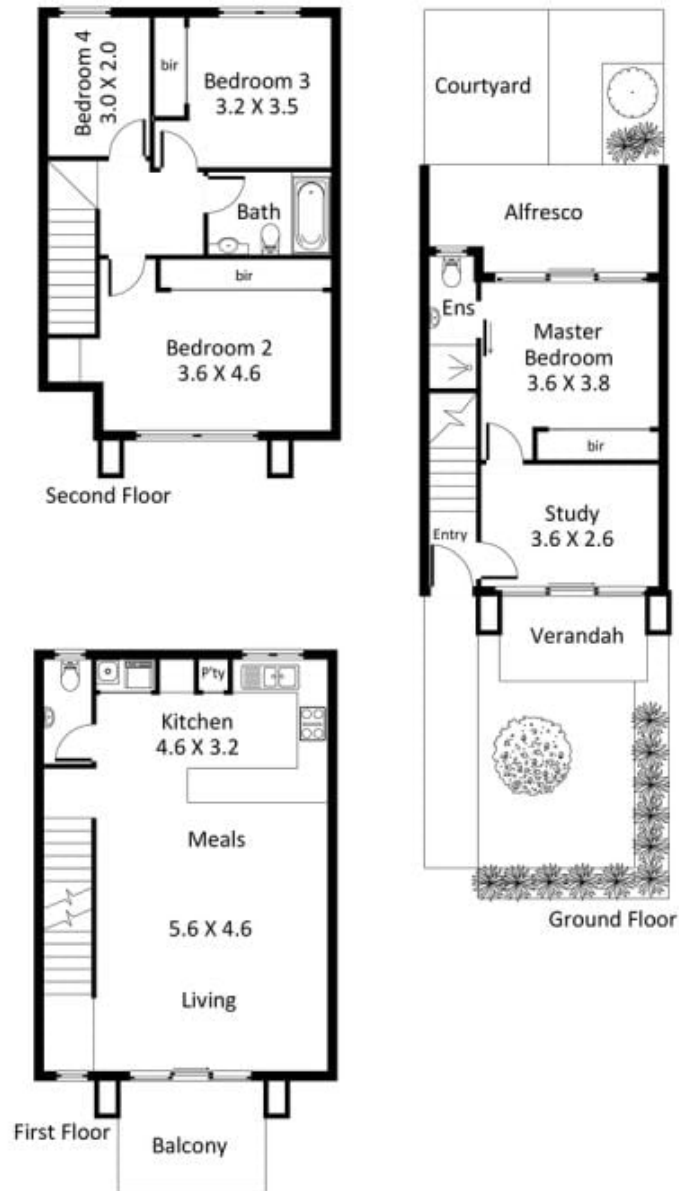 Bedroom 4
3.0 X 2.0
bir
Bedroom 3
3.2 X 3.5
Bath
bir
Bedroom 2
3.6 X 4.6
Second Floor
Courtyard
Alfresco
Ens
Master
Bedroom
3.6 X 3.8
bir
Study
3.6 X 2.6
Entry
Verandah
Ground Floor
P'ty
Kitchen
4.6 X 3.2
Meals
5.6 X 4.6
Living
First Floor
Balcony